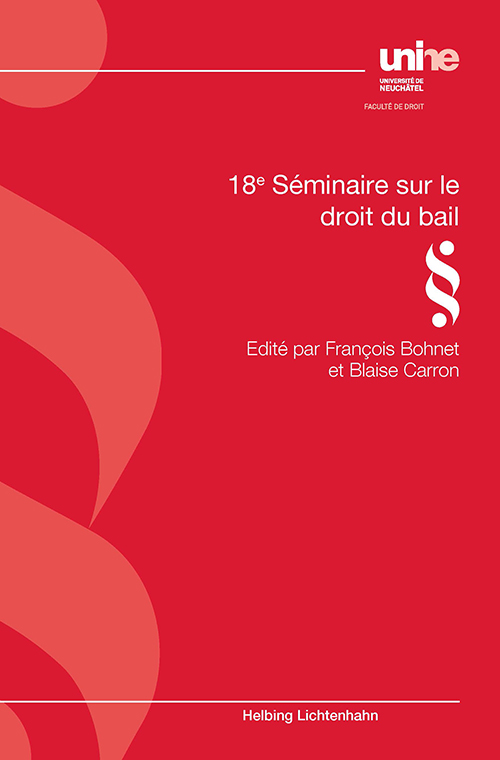 unine
UNIVERSITÉ DE
NEUCHÂTEL
FACULTÉ DE DROIT
18e Séminaire sur le
droit du bail
§
Edité par François Bohnet
et Blaise Carron
Helbing Lichtenhahn